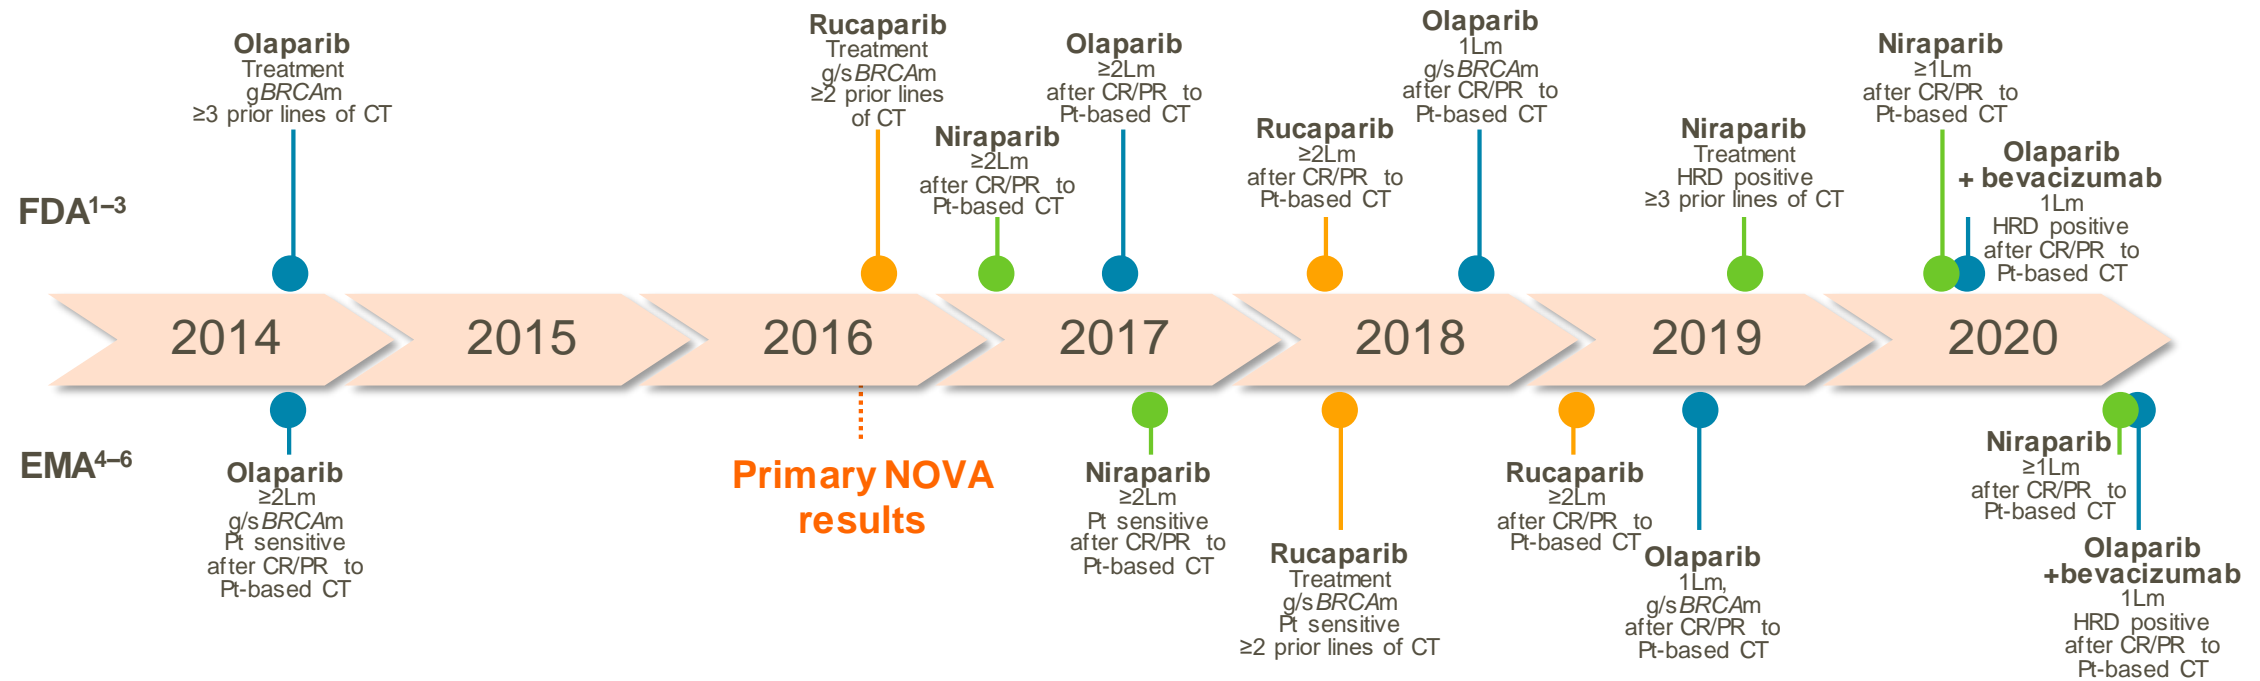 Olaparib
Treatment
gBRCAm
≥3 prior lines of CT
Rucaparib
Treatment
g/sBRCAm
≥2 prior lines
of CT
Niraparib
≥2Lm
after CR/PR to
Pt-based CT
Olaparib
≥2Lm
after CR/PR to
Pt-based CT
Rucaparib
≥2Lm
after CR/PR to
Pt-based CT
Olaparib
1Lm
g/sBRCAm
after CR/PR to
Pt-based CT
Niraparib
Treatment
HRD positive
≥3 prior lines of CT
Niraparib
≥1Lm
after CR/PR to
Pt-based CT
Olaparib
+ bevacizumab
1Lm
HRD positive
after CR/PR to
Pt-based CT
FDA1–3
2014
2015
2016
2017
2018
2019
2020
EMA4–6
Olaparib
≥2Lm
g/sBRCAm
Pt sensitive
after CR/PR to
Pt-based CT
Primary NOVA
results
Niraparib
≥2Lm
Pt sensitive
after CR/PR to
Pt-based CT
Rucaparib
Treatment
g/sBRCAm
Pt sensitive
≥2 prior lines of CT
Rucaparib
≥2Lm
after CR/PR to
Pt-based CT
Olaparib
1Lm,
g/sBRCAm
after CR/PR to
Pt-based CT
Niraparib
≥1Lm
after CR/PR to
Pt-based CT
Olaparib
+bevacizumab
1Lm
HRD positive
after CR/PR to
Pt-based CT